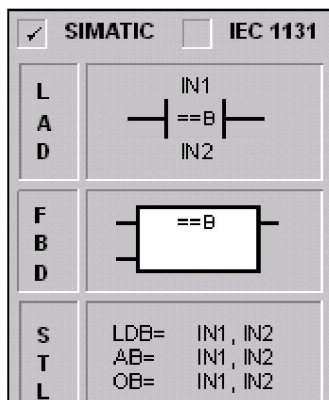 SIMATIC IEC 1131
L
A
D
IN1
==B
IN2
F
B
D
==B
S
T
L
LDB= IN1, IN2
AB= IN1, IN2
OB= IN1, IN2